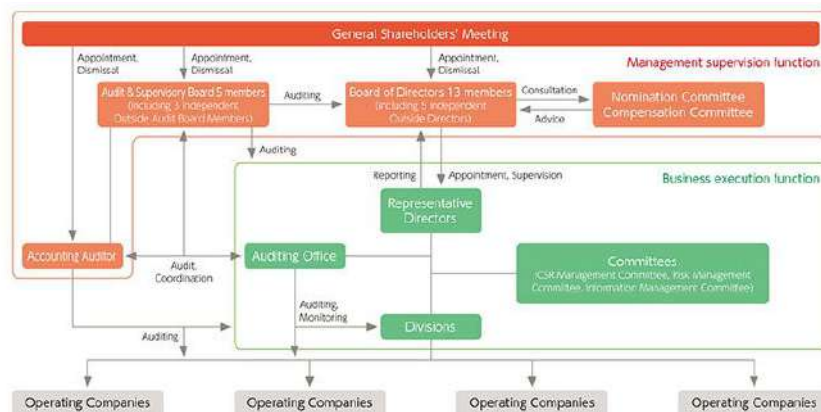 General Shareholders' Meeting
Appointment,
Dismissal
Appointment,
Dismissal
Appointment,
Dismissal
Management supervision function
Audit & Supervisory Board 5 members
(Including 3 Independent
Outside Audit Board Members)
Auditing
Board of Directors 13 members
(Including 5 Independent
Outside Directors)
Consultation
Advice
Nomination Committee
Compensation Committee
Auditing
Reporting
Appointment, Supervision
Business execution function
Representative
Directors
Accounting Auditor
Audit,
Coordination
Auditing Office
Committees
(CSR Management Committee, Risk Management
Committee, Information Management Committee)
Auditing,
Monitoring
Auditing
Divisions
Operating Companies
Operating Companies
Operating Companies
Operating Companies